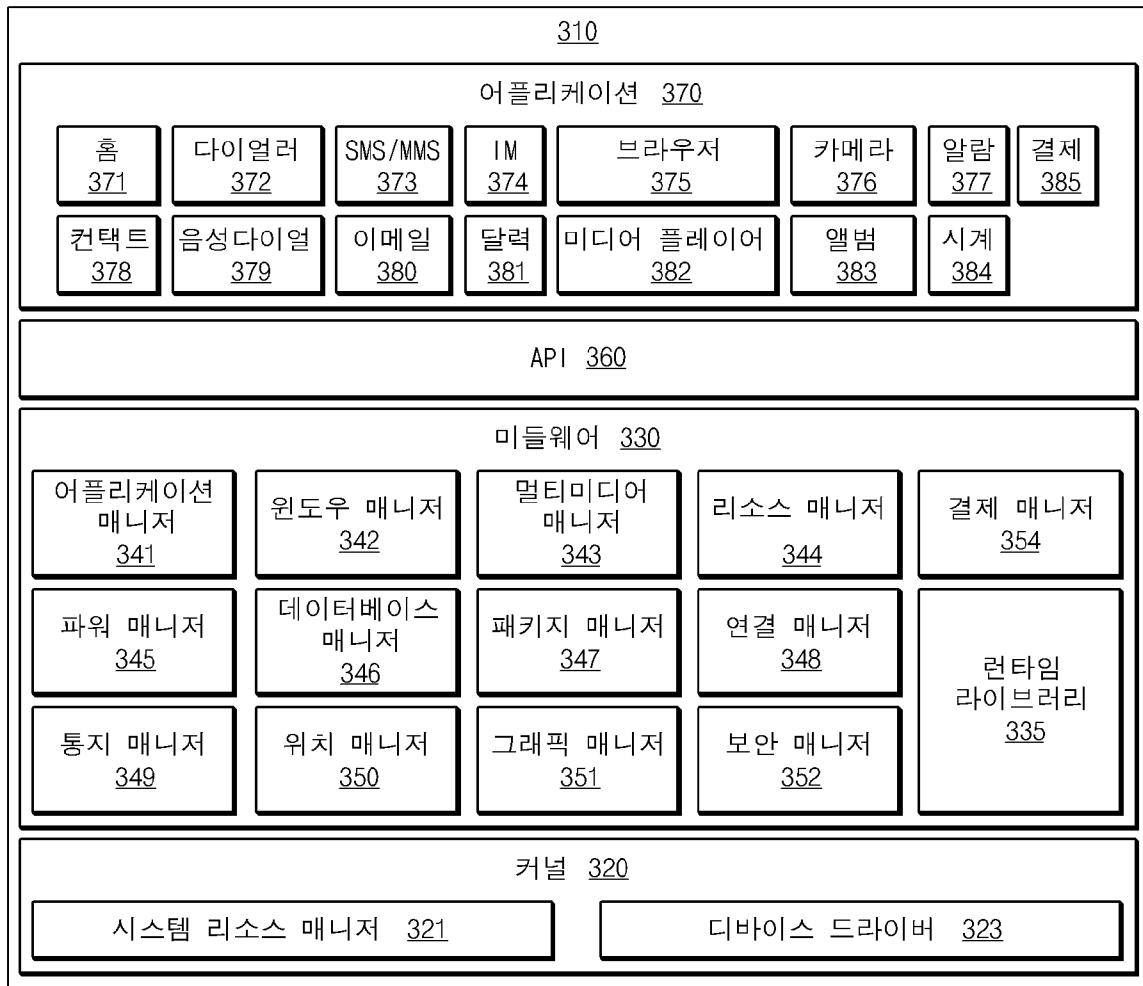 310
어플리케이션 370
홈
371
다이얼러
372
SMS/MMS
373
IM
374
브라우저
375
카메라
376
알람
377
결제
385
컨택트
378
음성다이얼
379
이메일
380
달력
381
미디어 플레이어
382
앨범
383
시계
384
API 360
미들웨어 330
어플리케이션
매니저
341
윈도우 매니저
342
멀티미디어
매니저
343
리소스 매니저
344
결제 매니저
354
파워 매니저
345
데이터베이스
매니저
346
패키지 매니저
347
연결 매니저
348
런타임
라이브러리
335
통지 매니저
349
위치 매니저
350
그래픽 매니저
351
보안 매니저
352
커널 320
시스템 리소스 매니저 321
디바이스 드라이버 323